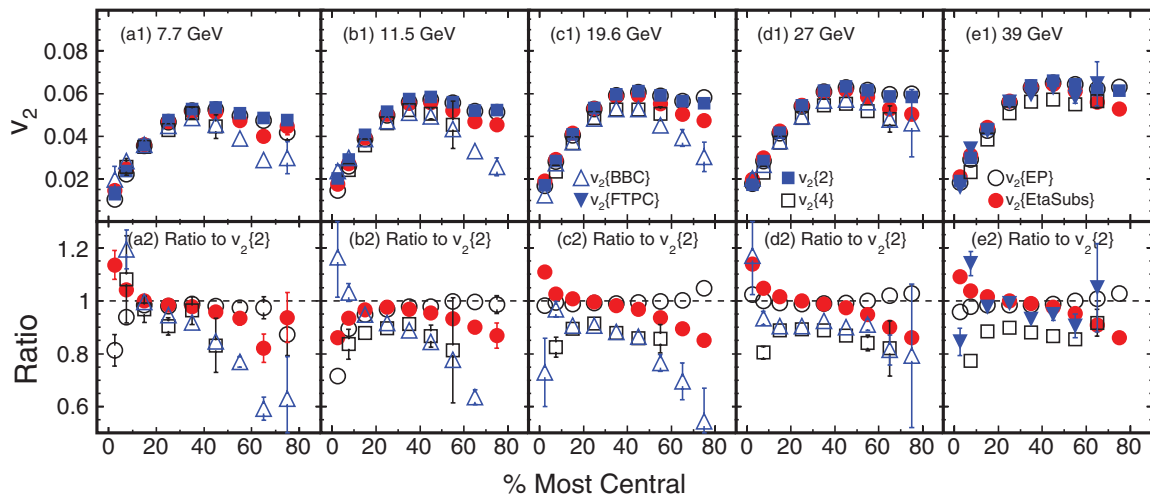 (a1) 7.7 GeV
(b1) 11.5 GeV
(c1) 19.6 GeV
(d1) 27 GeV
(e1) 39 GeV
0.08
0.06
0.04
0.02
v2
v2{BBC}
v2{FTPC}
v2{2}
v2{4}
v2{EP}
v2{EtaSubs}
(a2) Ratio to v2{2}
(b2) Ratio to v2{2}
(c2) Ratio to v2{2}
(d2) Ratio to v2{2}
(e2) Ratio to v2{2}
1.2
1
0.8
0.6
Ratio
0 20 40 60 80
0 20 40 60 80
0 20 40 60 80
0 20 40 60 80
0 20 40 60 80
% Most Central